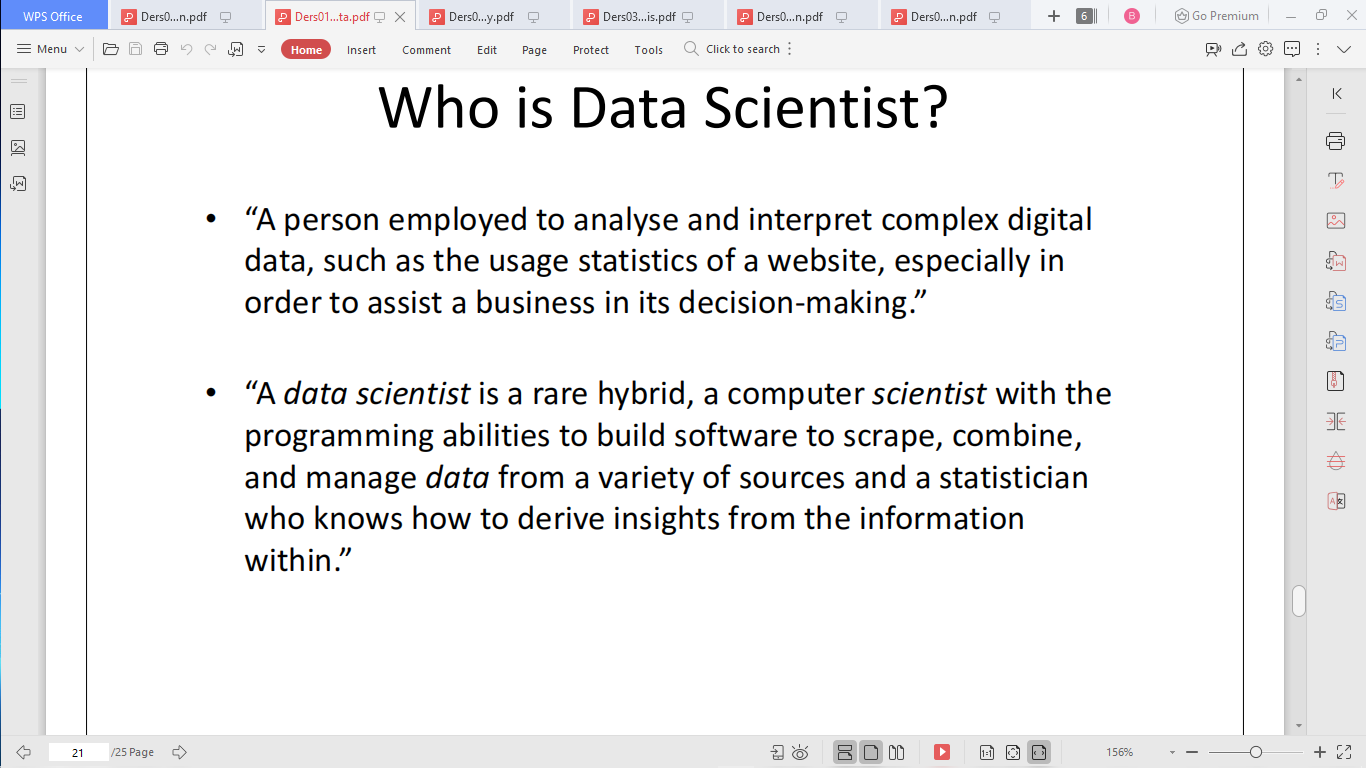 WPS Office
Ders0...n.pdf
Ders01...ta.pdf
Ders0...y.pdf
Ders03...is.pdf
Ders0...n.pdf
Ders0...n.pdf
6
B
Go Premium
Menu
Home
Insert
Comment
Edit
Page
Protect
Tools
Click to search
Who is Data Scientist?
• “A person employed to analyse and interpret complex digital
data, such as the usage statistics of a website, especially in
order to assist a business in its decision-making.”
• “A data scientist is a rare hybrid, a computer scientist with the
programming abilities to build software to scrape, combine,
and manage data from a variety of sources and a statistician
who knows how to derive insights from the information
within.”
21
/25 Page
1:1
156%